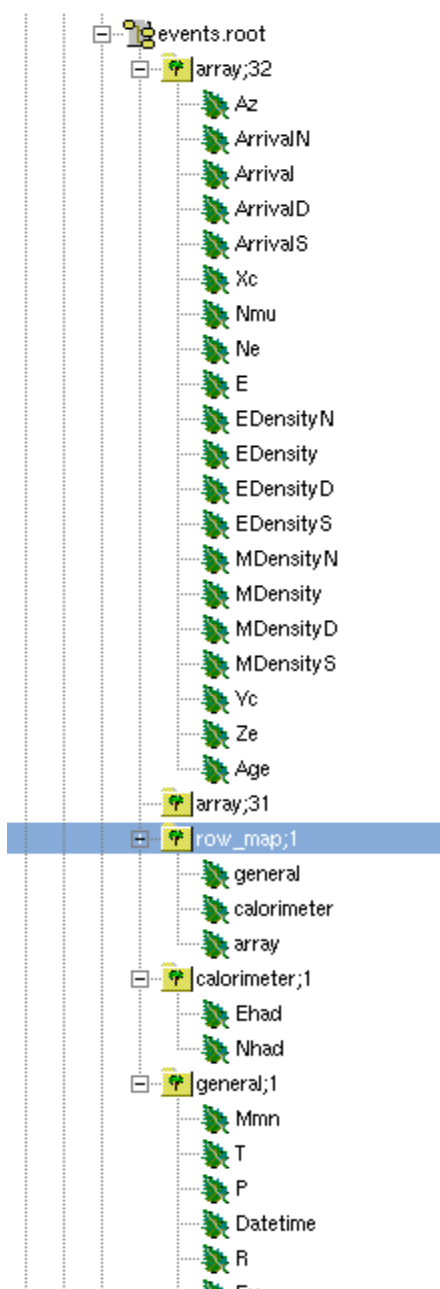 events.root
array;32
Az
ArrivalN
Arrival
ArrivalD
ArrivalS
Xc
Nmu
Ne
E
EDensityN
EDensity
EDensityD
EDensityS
MDensityN
MDensity
MDensityD
MDensityS
Yc
Ze
Age
array;31
row_map;1
general
calorimeter
array
calorimeter;1
Ehad
Nhad
general;1
Mmn
T
P
Datetime
R